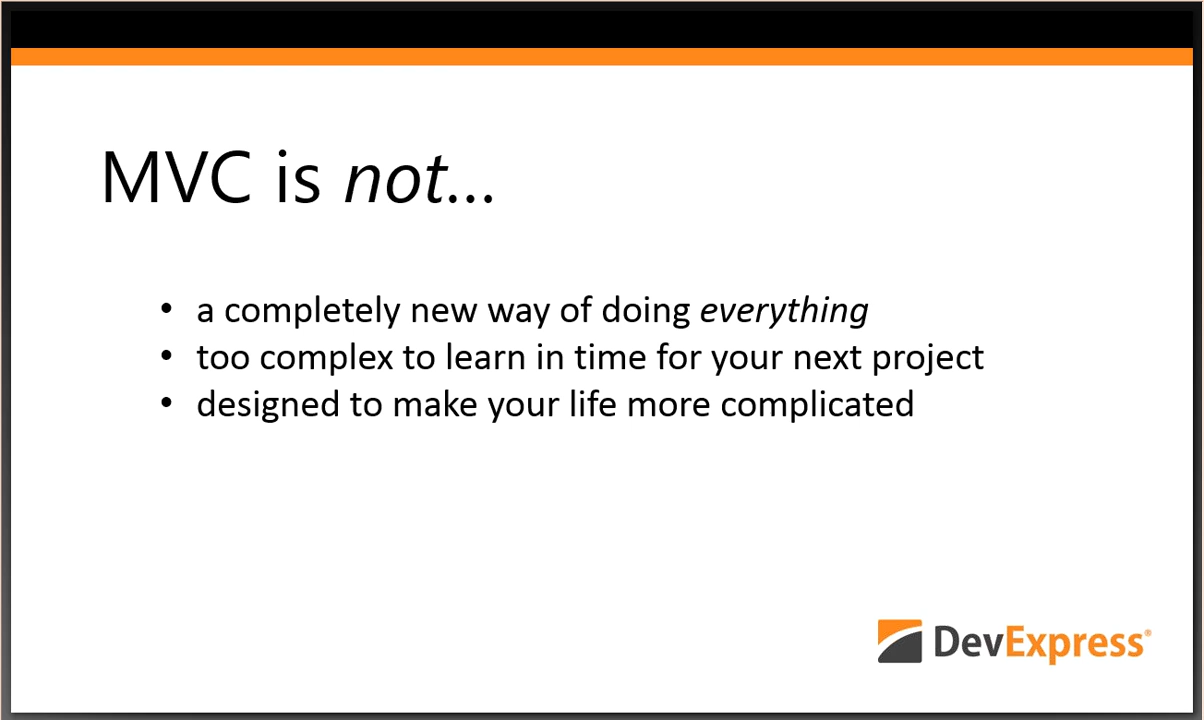 MVC is not...
• a completely new way of doing everything
• too complex to learn in time for your next project
• designed to make your life more complicated
DevExpress®